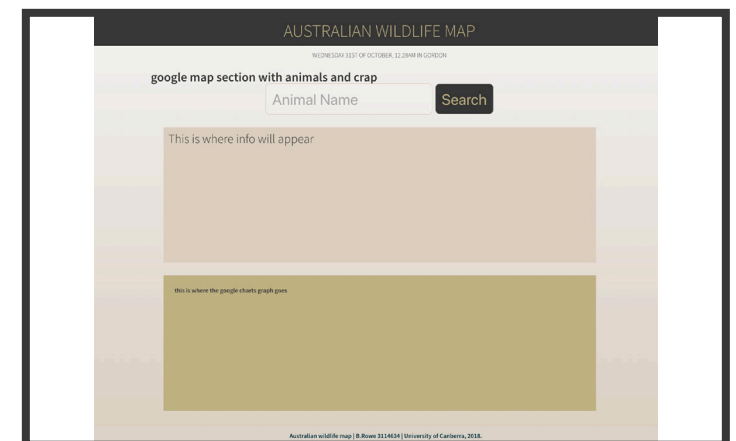 AUSTRALIAN WILDLIFE MAP
WEDNESDAY 31ST OF OCTOBER, 12.28AM IN GORDON
google map section with animals and crap
Animal Name
Search
This is where info will appear
this is where the google charts graph goes
Australian wildlife map | B.Rowe 3114634 | University of Canberra, 2018.